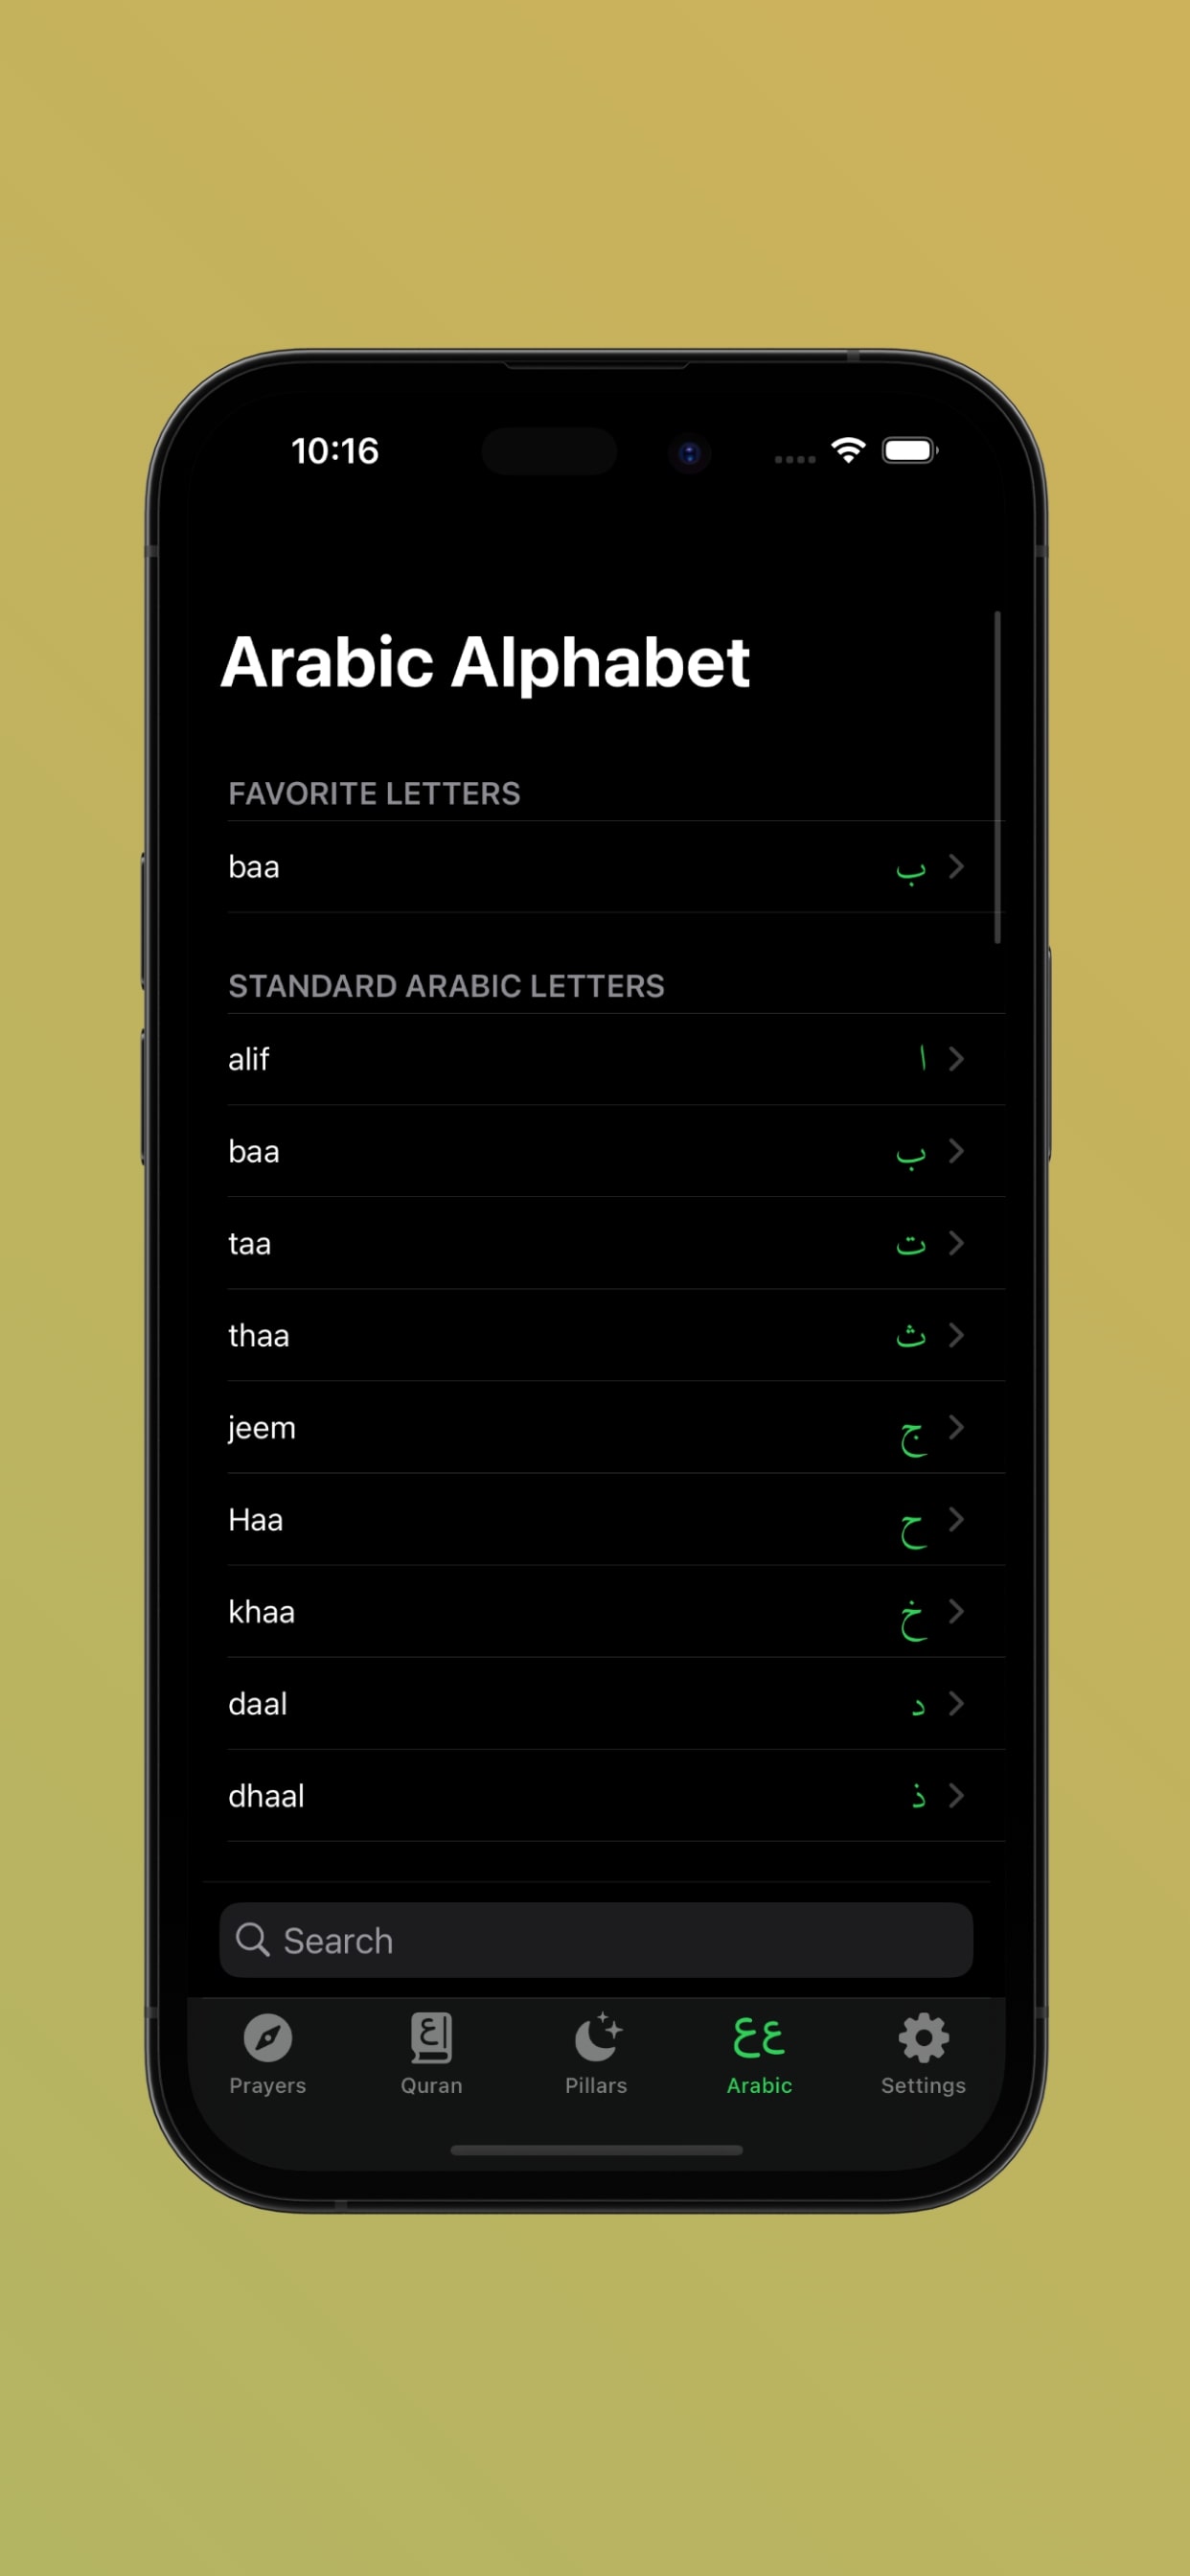 10:16
Arabic Alphabet
FAVORITE LETTERS
baa ب
STANDARD ARABIC LETTERS
alif ا
baa ب
taa ت
thaa ث
jeem ج
Haa ح
khaa خ
daal د
dhaal ذ
Search
ع عع
Prayers Quran Pillars Arabic Settings